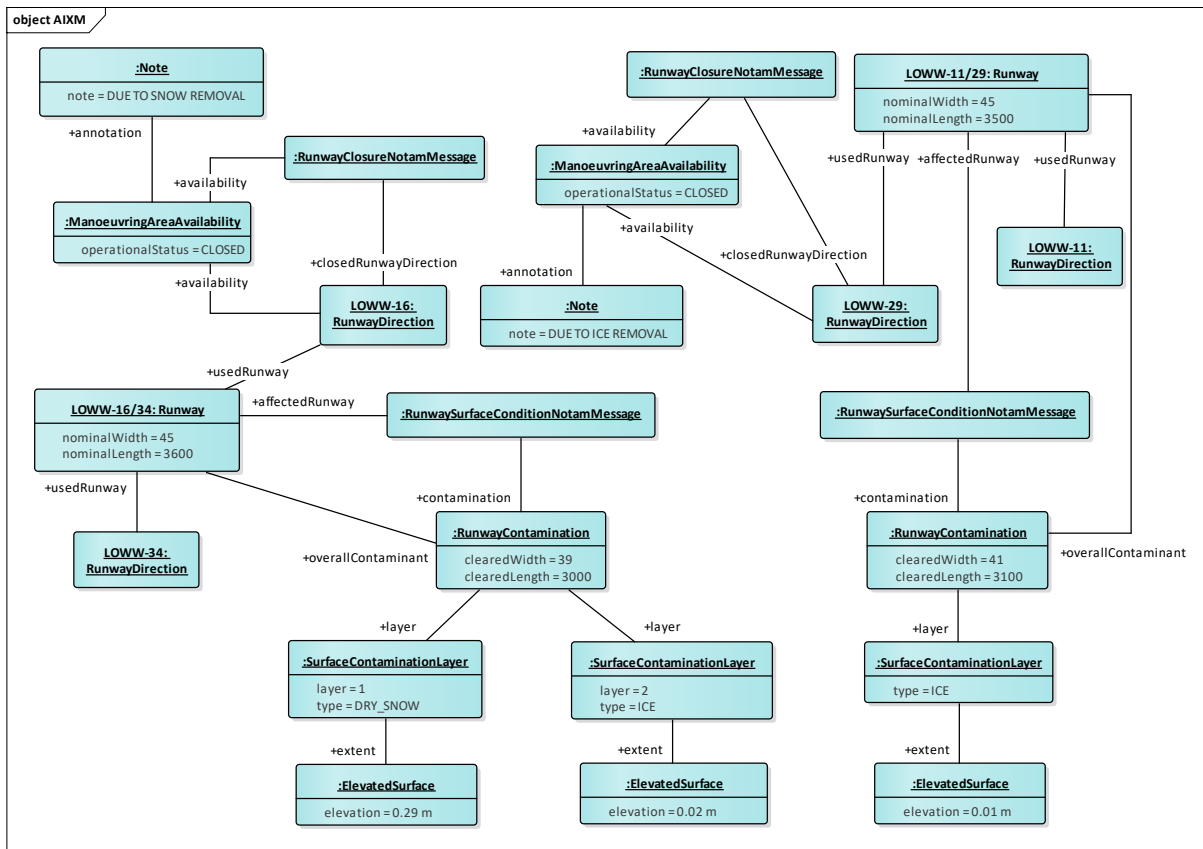 object AIXM
:Note
note = DUE TO SNOW REMOVAL
+annotation
:RunwayClosureNotamMessage
+availability
:ManoeuvringAreaAvailability
operationalStatus = CLOSED
+availability
+closedRunwayDirection
LOWW-16:
RunwayDirection
+usedRunway
:RunwayClosureNotamMessage
+availability
:ManoeuvringAreaAvailability
operationalStatus = CLOSED
+availability
+closedRunwayDirection
+annotation
:Note
note = DUE TO ICE REMOVAL
LOWW-29:
RunwayDirection
LOWW-11/29: Runway
nominalWidth = 45
nominalLength = 3500
+usedRunway
+affectedRunway
+usedRunway
LOWW-11:
RunwayDirection
LOWW-16/34: Runway
nominalWidth = 45
nominalLength = 3600
+affectedRunway
:RunwaySurfaceConditionNotamMessage
+usedRunway
LOWW-34:
RunwayDirection
+contamination
+overallContaminant
:RunwayContamination
clearedWidth = 39
clearedLength = 3000
+layer
+layer
:SurfaceContaminationLayer
layer = 1
type = DRY_SNOW
+extent
:ElevatedSurface
elevation = 0.29 m
:SurfaceContaminationLayer
layer = 2
type = ICE
+extent
:ElevatedSurface
elevation = 0.02 m
:RunwaySurfaceConditionNotamMessage
+contamination
:RunwayContamination
clearedWidth = 41
clearedLength = 3100
+overallContaminant
+layer
:SurfaceContaminationLayer
type = ICE
+extent
:ElevatedSurface
elevation = 0.01 m